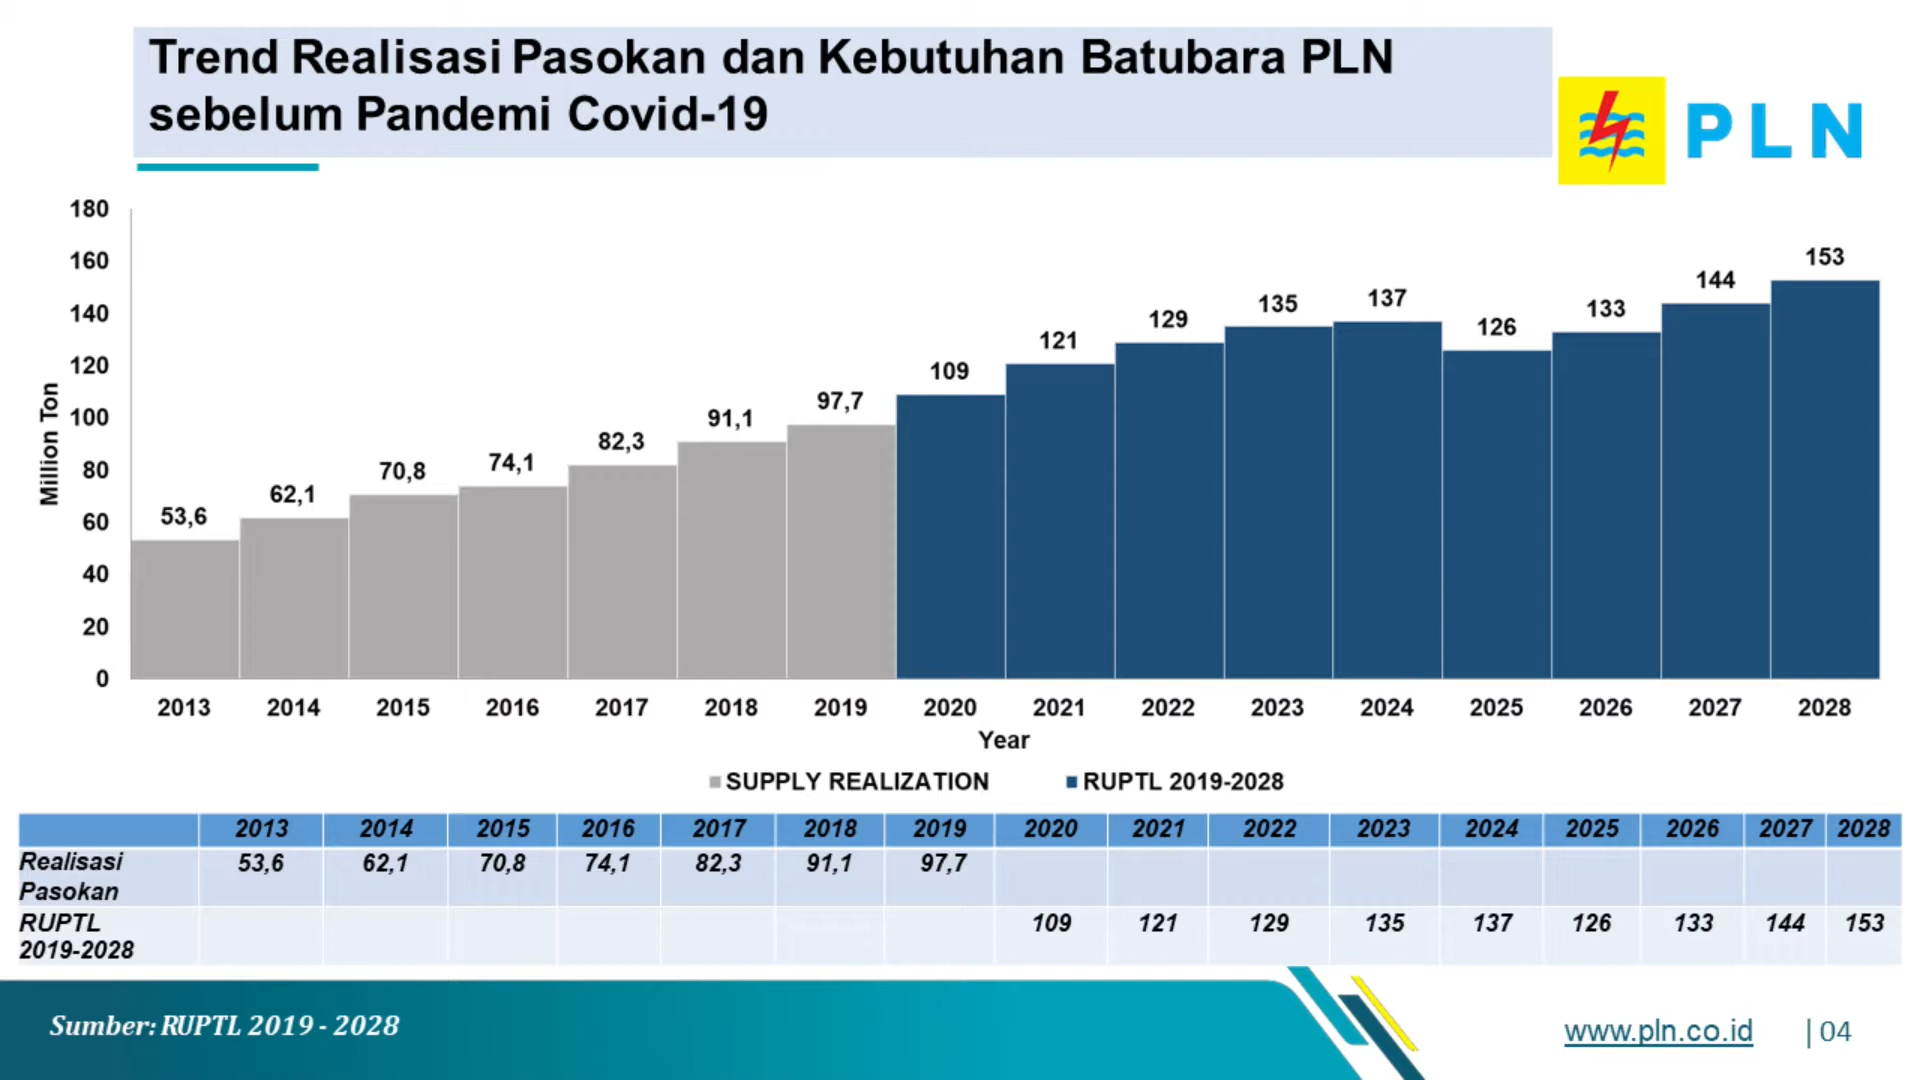 Trend Realisasi Pasokan dan Kebutuhan Batubara PLN
sebelum Pandemi Covid-19
PLN
180
160
140
120
100
80
60
40
20
0
Million Ton
53,6
62,1
70,8
74,1
82,3
91,1
97,7
109
121
129
135
137
126
133
144
153
2013 2014 2015 2016 2017 2018 2019 2020 2021 2022 2023 2024 2025 2026 2027 2028
Year
SUPPLY REALIZATION RUPTL 2019-2028
2013 2014 2015 2016 2017 2018 2019 2020 2021 2022 2023 2024 2025 2026 2027 2028
Realisasi 53,6 62,1 70,8 74,1 82,3 91,1 97,7
Pasokan
RUPTL 109 121 129 135 137 126 133 144 153
2019-2028
Sumber: RUPTL 2019 - 2028
www.pln.co.id | 04